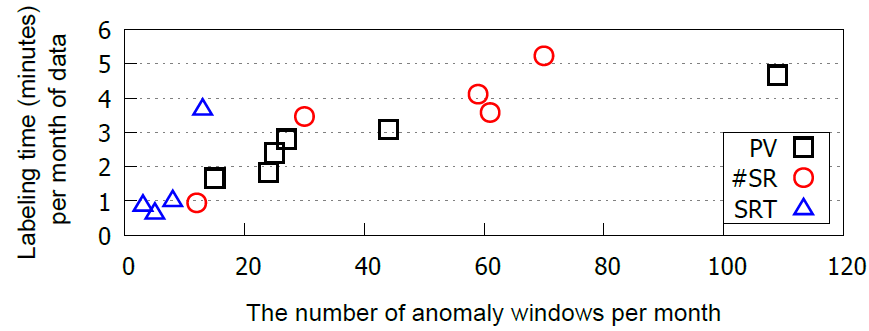 Labeling time (minutes)
per month of data
6
5
4
3
2
1
0
PV
#SR
SRT
0 20 40 60 80 100 120
The number of anomaly windows per month